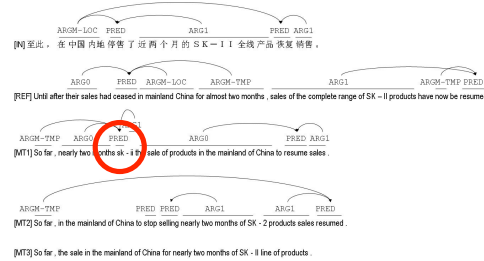 ARGM-LOC PRED ARG1 PRED ARG1
[IN] 至此，在中国内地停售了近两个月的SK-II全线产品恢复销售。
ARG0 PRED ARGM-LOC ARGM-TMP ARG1 ARGM-TMP PRED
[REF] Until after their sales had ceased in mainland China for almost two months , sales of the complete range of SK – II products have now be resume
ARGM-TMP ARG0 PRED ARG1 ARG0 PRED ARG1
[MT1] So far , nearly two months sk - ii the sale of products in the mainland of China to resume sales .
ARGM-TMP PRED PRED ARG1 ARG1 PRED
[MT2] So far , in the mainland of China to stop selling nearly two months of SK - 2 products sales resumed .
[MT3] So far , the sale in the mainland of China for nearly two months of SK - II line of products .